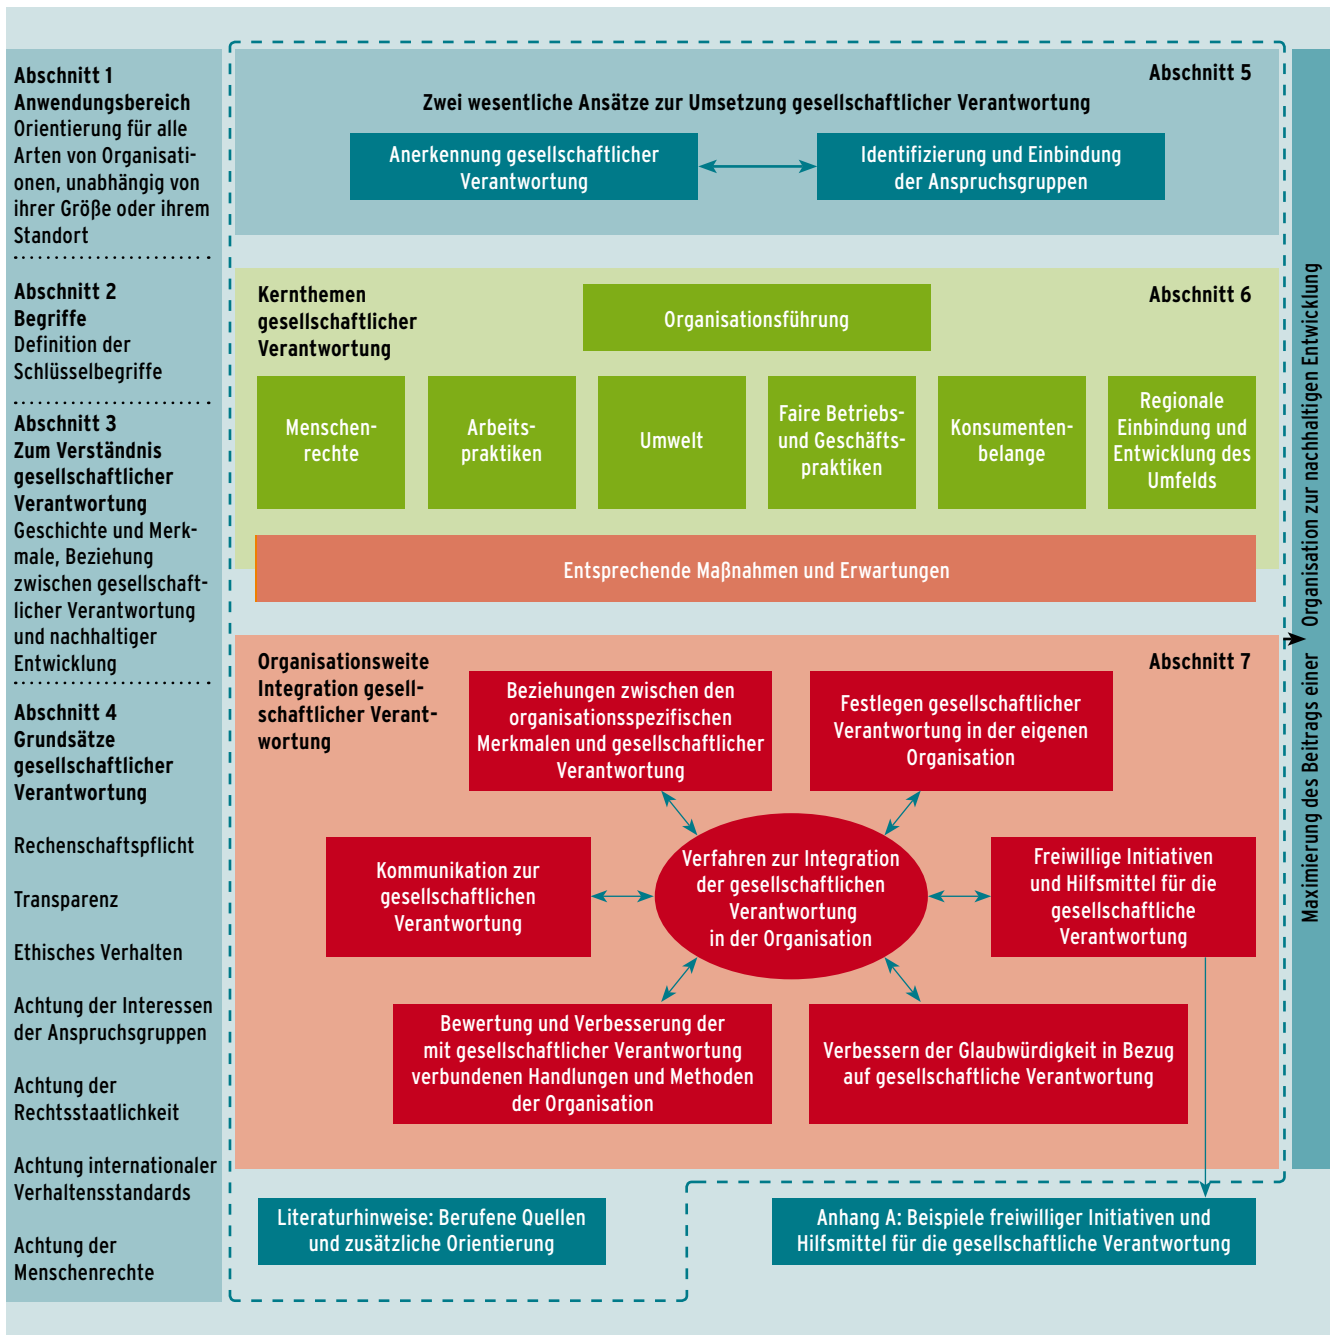 Abschnitt 1
Anwendungsbereich
Orientierung für alle
Arten von Organisati-
onen, unabhängig von
ihrer Größe oder ihrem
Standort
Abschnitt 2
Begriffe
Definition der
Schlüsselbegriffe
Abschnitt 3
Zum Verständnis
gesellschaftlicher
Verantwortung
Geschichte und Merk-
male, Beziehung
zwischen gesellschaft-
licher Verantwortung
und nachhaltiger
Entwicklung
Abschnitt 4
Grundsätze
gesellschaftlicher
Verantwortung
Rechenschaftspflicht
Transparenz
Ethisches Verhalten
Achtung der Interessen
der Anspruchsgruppen
Achtung der
Rechtsstaatlichkeit
Achtung internationaler
Verhaltensstandards
Achtung der
Menschenrechte
Abschnitt 5
Zwei wesentliche Ansätze zur Umsetzung gesellschaftlicher Verantwortung
Anerkennung gesellschaftlicher
Verantwortung
Identifizierung und Einbindung
der Anspruchsgruppen
Kernthemen
gesellschaftlicher
Verantwortung
Abschnitt 6
Organisationsführung
Menschen-
rechte
Arbeits-
praktiken
Umwelt
Faire Betriebs-
und Geschäfts-
praktiken
Konsumenten-
belange
Regionale
Einbindung und
Entwicklung des
Umfelds
Entsprechende Maßnahmen und Erwartungen
Organisationsweite
Integration gesell-
schaftlicher Verant-
wortung
Abschnitt 7
Beziehungen zwischen den
organisationsspezifischen
Merkmalen und gesellschaftlicher
Verantwortung
Festlegen gesellschaftlicher
Verantwortung in der eigenen
Organisation
Kommunikation zur
gesellschaftlichen
Verantwortung
Verfahren zur Integration
der gesellschaftlichen
Verantwortung
in der Organisation
Freiwillige Initiativen
und Hilfsmittel für die
gesellschaftliche
Verantwortung
Bewertung und Verbesserung der
mit gesellschaftlicher Verantwortung
verbundenen Handlungen und Methoden
der Organisation
Verbessern der Glaubwürdigkeit in Bezug
auf gesellschaftliche Verantwortung
Literaturhinweise: Berufene Quellen
und zusätzliche Orientierung
Anhang A: Beispiele freiwilliger Initiativen und
Hilfsmittel für die gesellschaftliche Verantwortung
Maximierung des Beitrags einer Organisation zur nachhaltigen Entwicklung